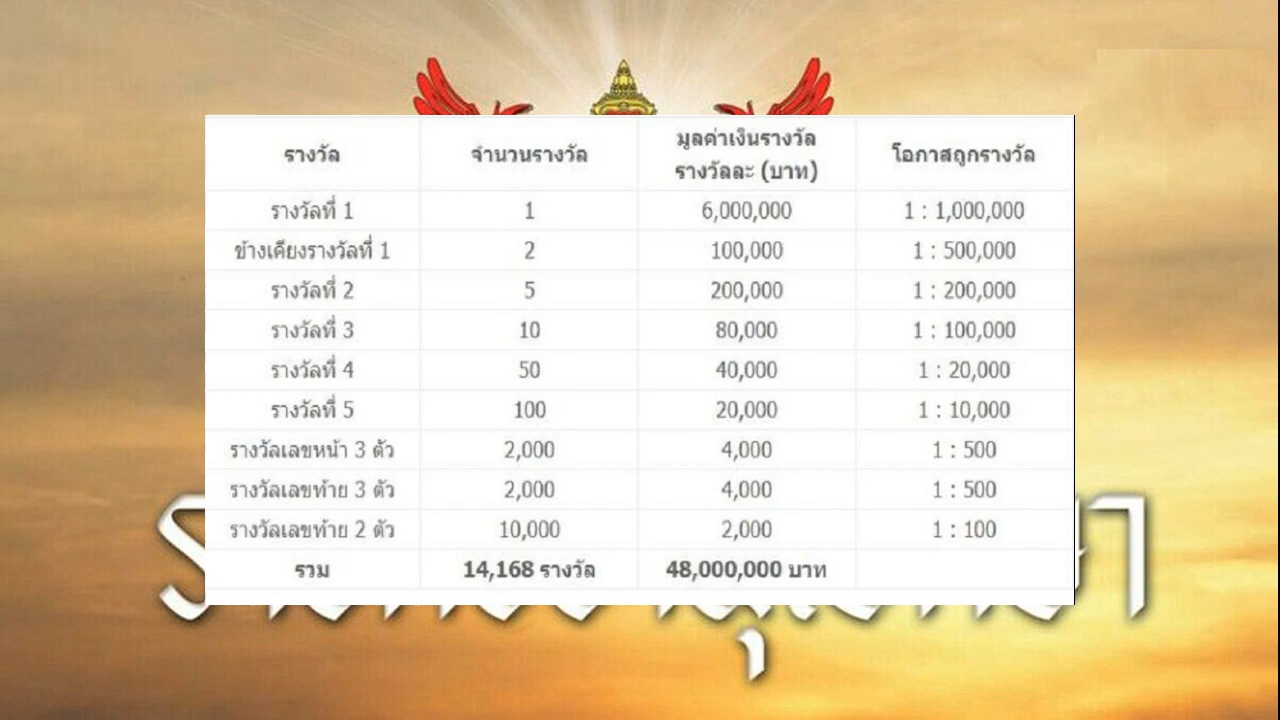 รางวัล จำนวนรางวัล มูลค่าเงินรางวัล รางวัลละ (บาท) โอกาสถูกรางวัล
รางวัลที่ 1 1 6,000,000 1 : 1,000,000
ข้างเคียงรางวัลที่ 1 2 100,000 1 : 500,000
รางวัลที่ 2 5 200,000 1 : 200,000
รางวัลที่ 3 10 80,000 1 : 100,000
รางวัลที่ 4 50 40,000 1 : 20,000
รางวัลที่ 5 100 20,000 1 : 10,000
รางวัลเลขหน้า 3 ตัว 2,000 4,000 1 : 500
รางวัลเลขท้าย 3 ตัว 2,000 4,000 1 : 500
รางวัลเลขท้าย 2 ตัว 10,000 2,000 1 : 100
รวม 14,168 รางวัล 48,000,000 บาท